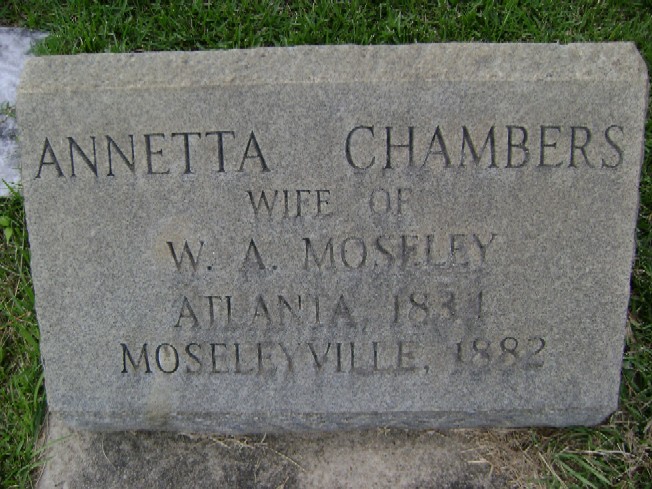 ANNETTA CHAMBERS
WIFE OF
W. A. MOSELEY
ATLANTA, 1834
MOSELEYVILLE, 1882